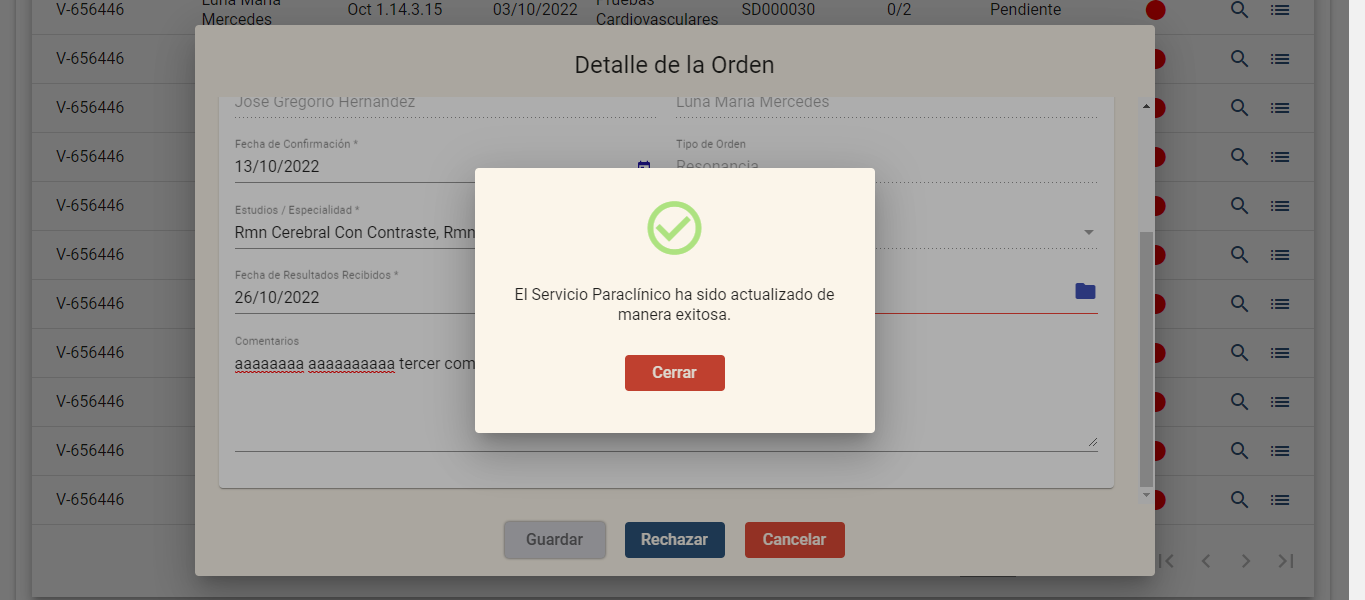 Luna Maria
Mercedes
Oct 1.14.3.15
03/10/2022
Pruebas
Cardiovasculares
SD000030
0/2
Pendiente
V-656446
V-656446
V-656446
V-656446
V-656446
V-656446
V-656446
V-656446
V-656446
V-656446
Detalle de la Orden
Jose Gregorio Hernandez
Luna Maria Mercedes
Fecha de Confirmación *
13/10/2022
Tipo de Orden
Resonancia
Estudios / Especialidad *
Rmn Cerebral Con Contraste, Rmn
Fecha de Resultados Recibidos *
26/10/2022
Comentarios
aaaaaaaa aaaaaaaaaa tercer com
El Servicio Paraclínico ha sido actualizado de
manera exitosa.
Cerrar
Guardar
Rechazar
Cancelar